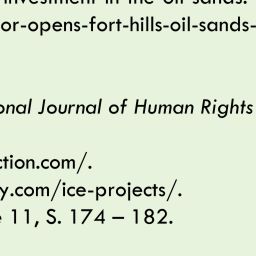 investment in the oil sands.
or-opens-fort-hills-oil-sands-
onal Journal of Human Rights
ction.com/.
y.com/ice-projects/.
e 11, S. 174 – 182.